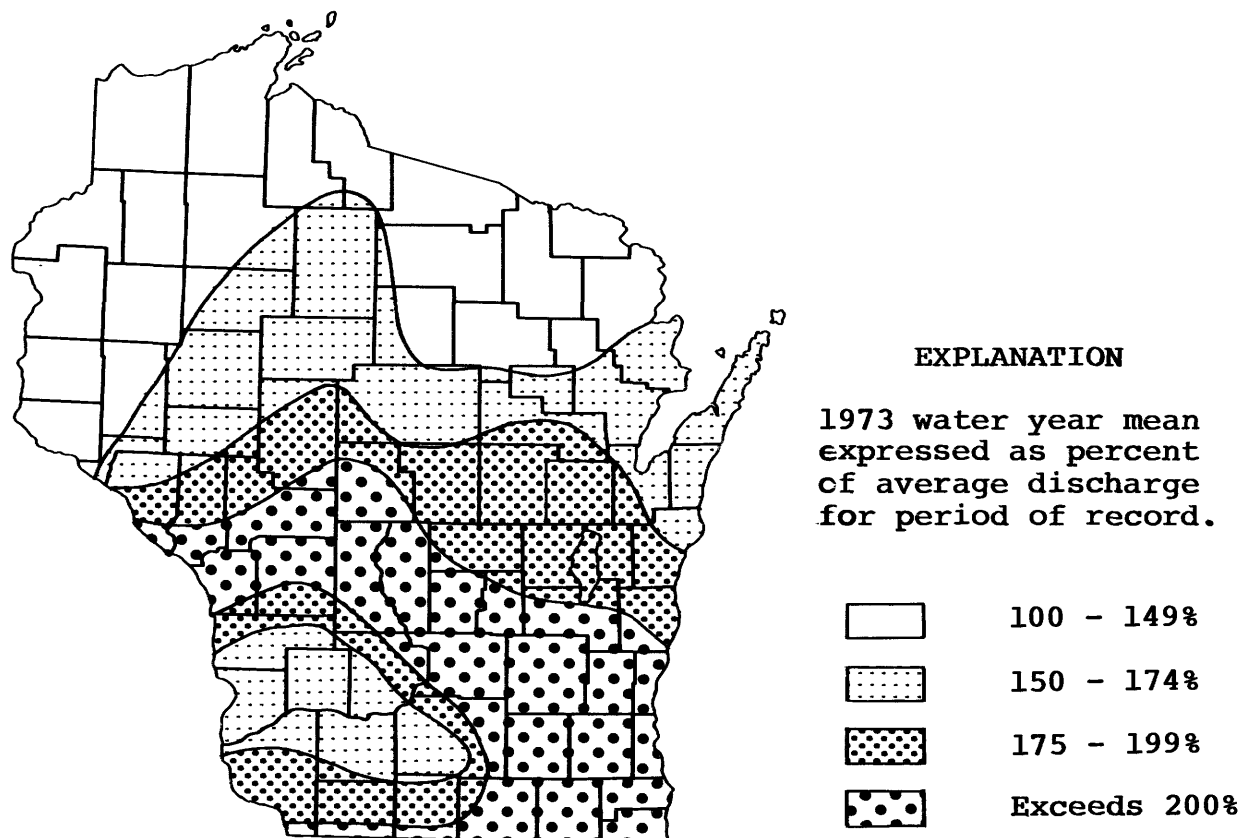 EXPLANATION
1973 water year mean
expressed as percent
of average discharge
for period of record.
100 - 149%
150 - 174%
175 - 199%
Exceeds 200%